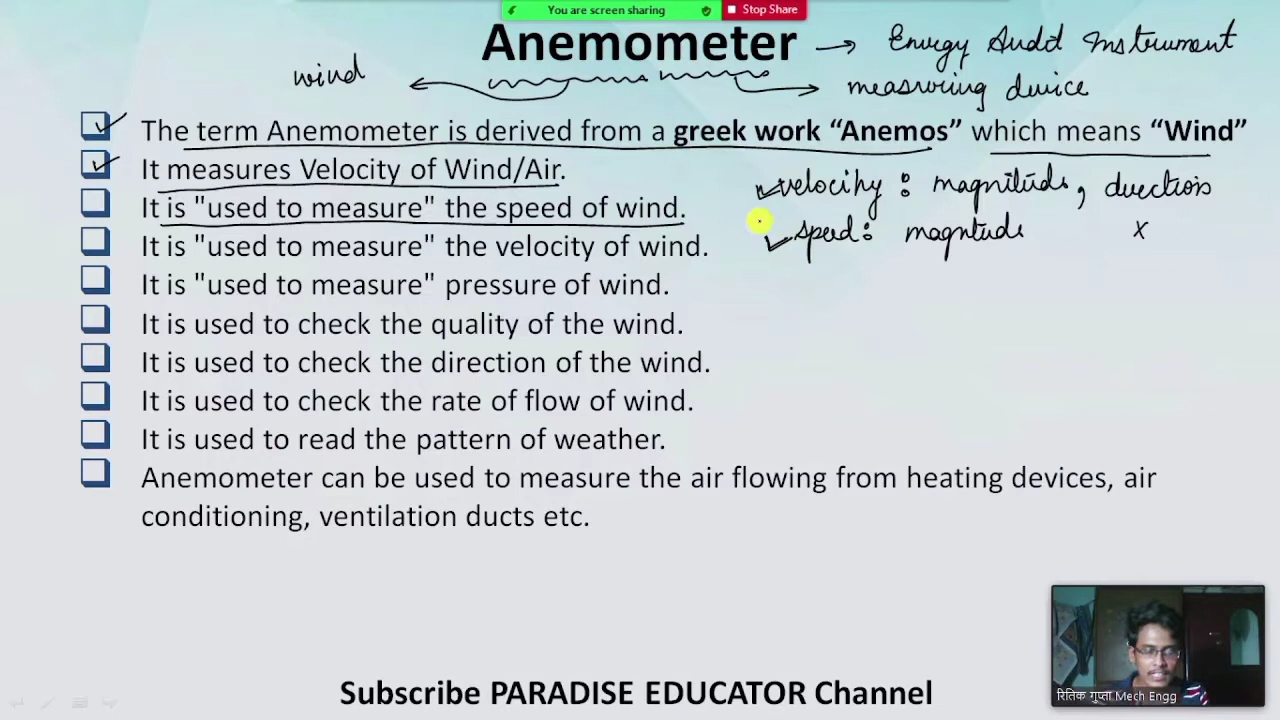 You are screen sharing Stop Share
Anemometer → Energy Audit Instrument
wind
measuring device
The term Anemometer is derived from a greek work “Anemos” which means “Wind”
It measures Velocity of Wind/Air.
velocity : magnitude, direction
It is "used to measure" the speed of wind.
speed: magnitude x
It is "used to measure" the velocity of wind.
It is "used to measure" pressure of wind.
It is used to check the quality of the wind.
It is used to check the direction of the wind.
It is used to check the rate of flow of wind.
It is used to read the pattern of weather.
Anemometer can be used to measure the air flowing from heating devices, air
conditioning, ventilation ducts etc.
Subscribe PARADISE EDUCATOR Channel
रितिक गुप्ता Mech Engg